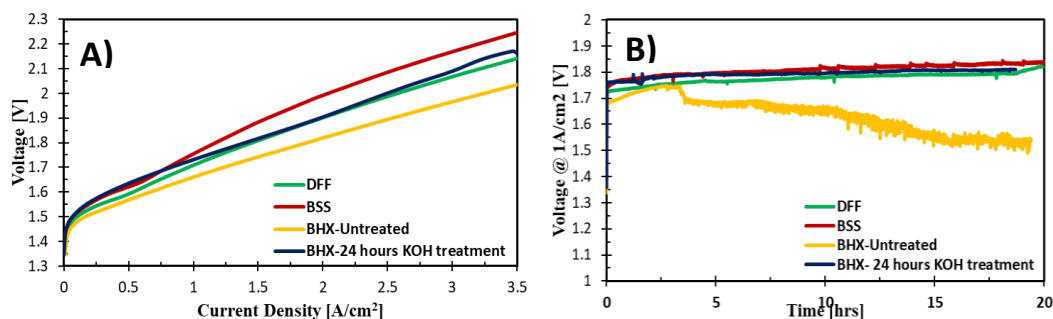 A)
Voltage [V]
2.3
2.2
2.1
2
1.9
1.8
1.7
1.6
1.5
1.4
1.3
0
0.5
1
1.5
2
2.5
3
3.5
Current Density [A/cm²]
DFF
BSS
BHX-Untreated
BHX-24 hours KOH treatment
B)
Voltage @ 1A/cm2 [V]
2
1.9
1.8
1.7
1.6
1.5
1.4
1.3
1.2
1.1
1
0
5
10
15
20
Time [hrs]
DFF
BSS
BHX-Untreated
BHX- 24 hours KOH treatment